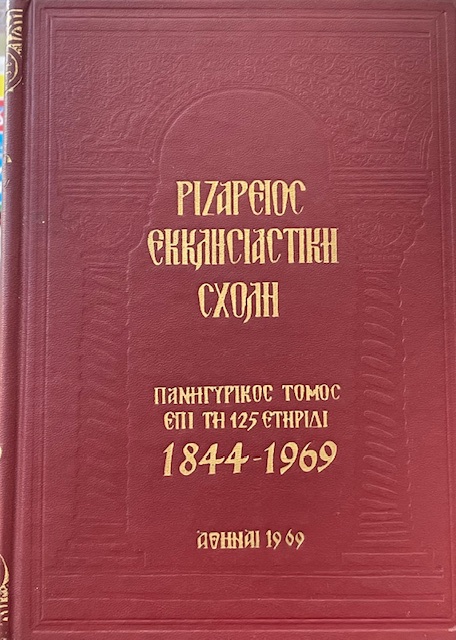 ΡΙΖΑΡΕΙΟΣ
ΕΚΚΛΗΣΙΑΣΤΙΚΗ
ΣΧΟΛΗ
ΠΑΝΗΓΥΡΙΚΟΣ ΤΟΜΟΣ
ΕΠΙ ΤΗ 125 ΕΤΗΡΙΔΙ
1844-1969
ΑΘΗΝΑΙ 1969